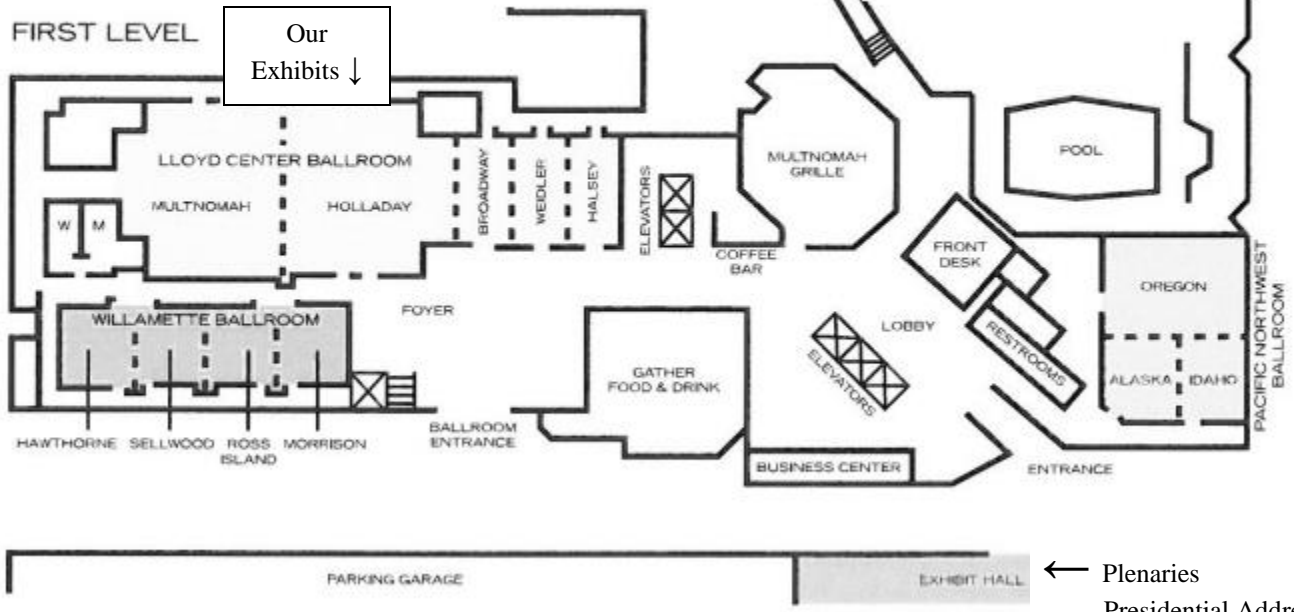 FIRST LEVEL
Our
Exhibits ↓
LLOYD CENTER BALLROOM
MULTNOMAH
HOLLADAY
BROADWAY
WEIDLER
HALSEY
ELEVATORS
MULTNOMAH
GRILLE
COFFEE
BAR
POOL
W
M
FRONT
DESK
LOBBY
RESTROOMS
ELEVATORS
OREGON
ALASKA
IDAHO
PACIFIC NORTHWEST
BALLROOM
WILLAMETTE BALLROOM
FOYER
GATHER
FOOD & DRINK
HAWTHORNE
SELLWOOD
ROSS
ISLAND
MORRISON
BALLROOM
ENTRANCE
BUSINESS CENTER
ENTRANCE
PARKING GARAGE
EXHIBIT HALL
← Plenaries
Presidential